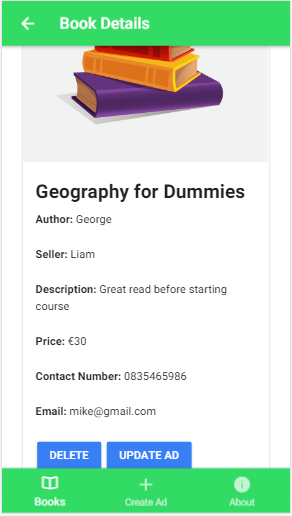 Book Details
Geography for Dummies
Author: George
Seller: Liam
Description: Great read before starting
course
Price: €30
Contact Number: 0835465986
Email: mike@gmail.com
DELETE UPDATE AD
Books Create Ad About